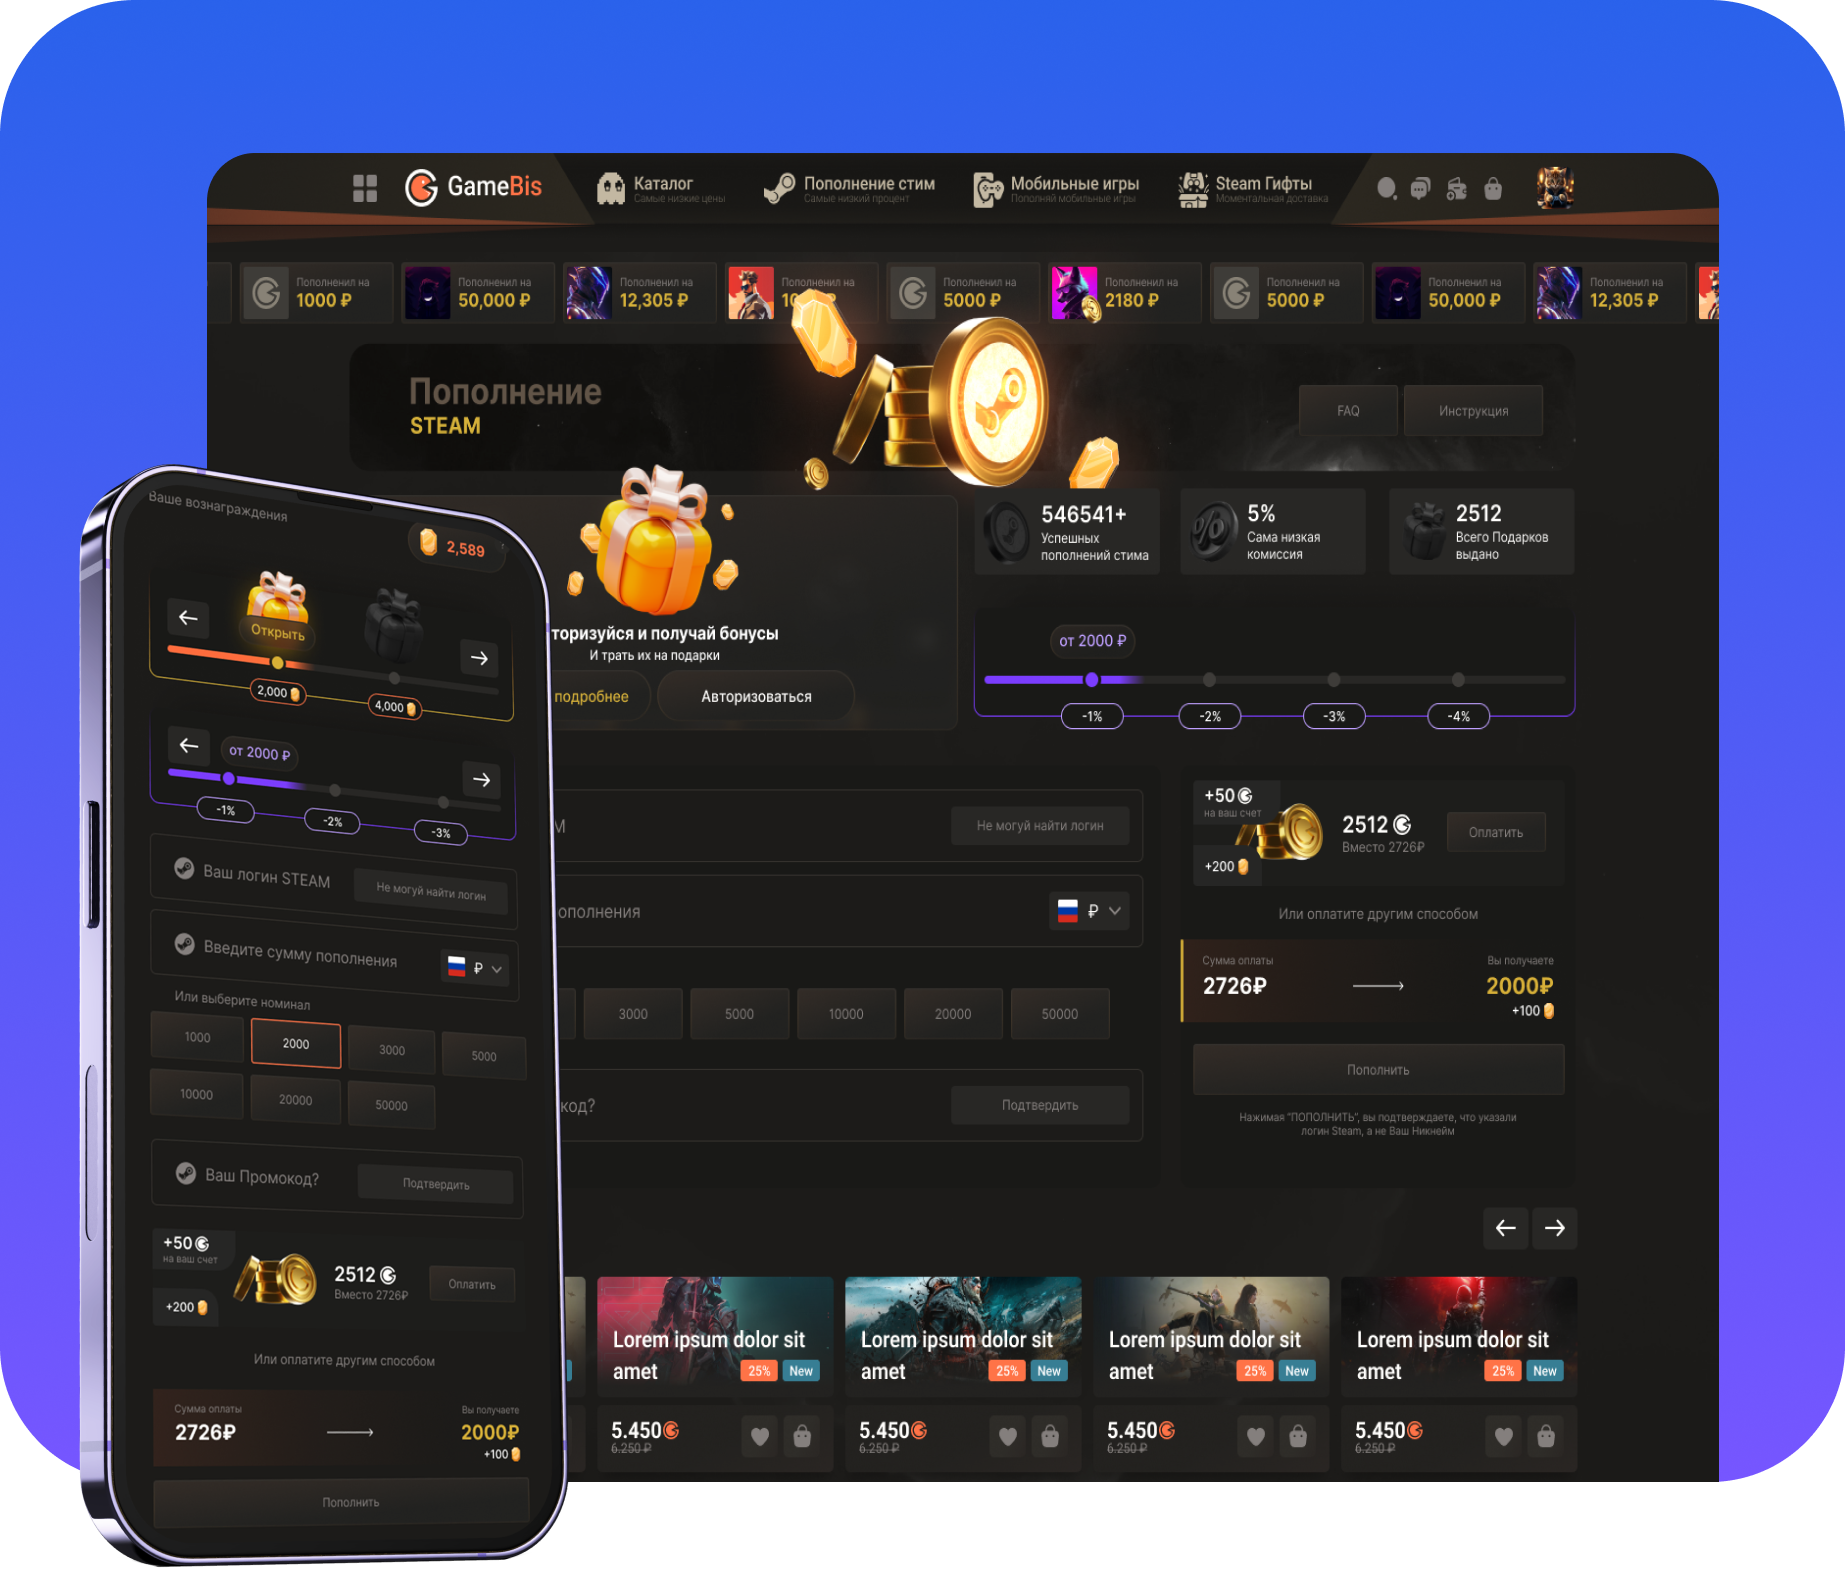 GameBis
Каталог
Самые низкие цены
Пополнение стим
Самые низкий процент
Мобильные игры
Пополняй мобильные игры
Steam Гифты
Моментальная доставка
Пополнил на
1000 ₽
Пополнил на
50,000 ₽
Пополнил на
12,305 ₽
Пополнил на
Пополнил на
5000 ₽
Пополнил на
2180 ₽
Пополнил на
5000 ₽
Пополнил на
50,000 ₽
Пополнил на
12,305 ₽
Пополнение
STEAM
FAQ
Инструкция
546541+
Успешных
пополнений стима
5%
Сама низкая
комиссия
2512
Всего Подарков
выдано
торизуйся и получай бонусы
И трать их на подарки
подробнее
Авторизоваться
от 2000 ₽
-1%
-2%
-3%
-4%
М
Не могуй найти логин
ополнения
₽
3000
5000
10000
20000
50000
код?
Подтвердить
+50
на ваш счет
+200
2512
Вместо 2726₽
Оплатить
Или оплатите другим способом
Сумма оплаты
2726₽
Вы получаете
2000₽
+100
Пополнить
Нажимая "ПОПОЛНИТЬ", вы подтверждаете, что указали
логин Steam, а не Ваш Никнейм
Lorem ipsum dolor sit
amet
25%
New
5.450
6.250 ₽
Lorem ipsum dolor sit
amet
25%
New
5.450
6.250 ₽
Lorem ipsum dolor sit
amet
25%
New
5.450
6.250 ₽
Lorem ipsum dolor sit
amet
25%
New
5.450
6.250 ₽
Ваше вознаграждения
2,589
Открыть
2,000
4,000
от 2000 ₽
-1%
-2%
-3%
Ваш логин STEAM
Не могуй найти логин
Введите сумму пополнения
₽
Или выберите номинал
1000
2000
3000
5000
10000
20000
50000
Ваш Промокод?
Подтвердить
+50
на ваш счет
+200
2512
Вместо 2726₽
Оплатить
Или оплатите другим способом
Сумма оплаты
2726₽
Вы получаете
2000₽
+100
Пополнить